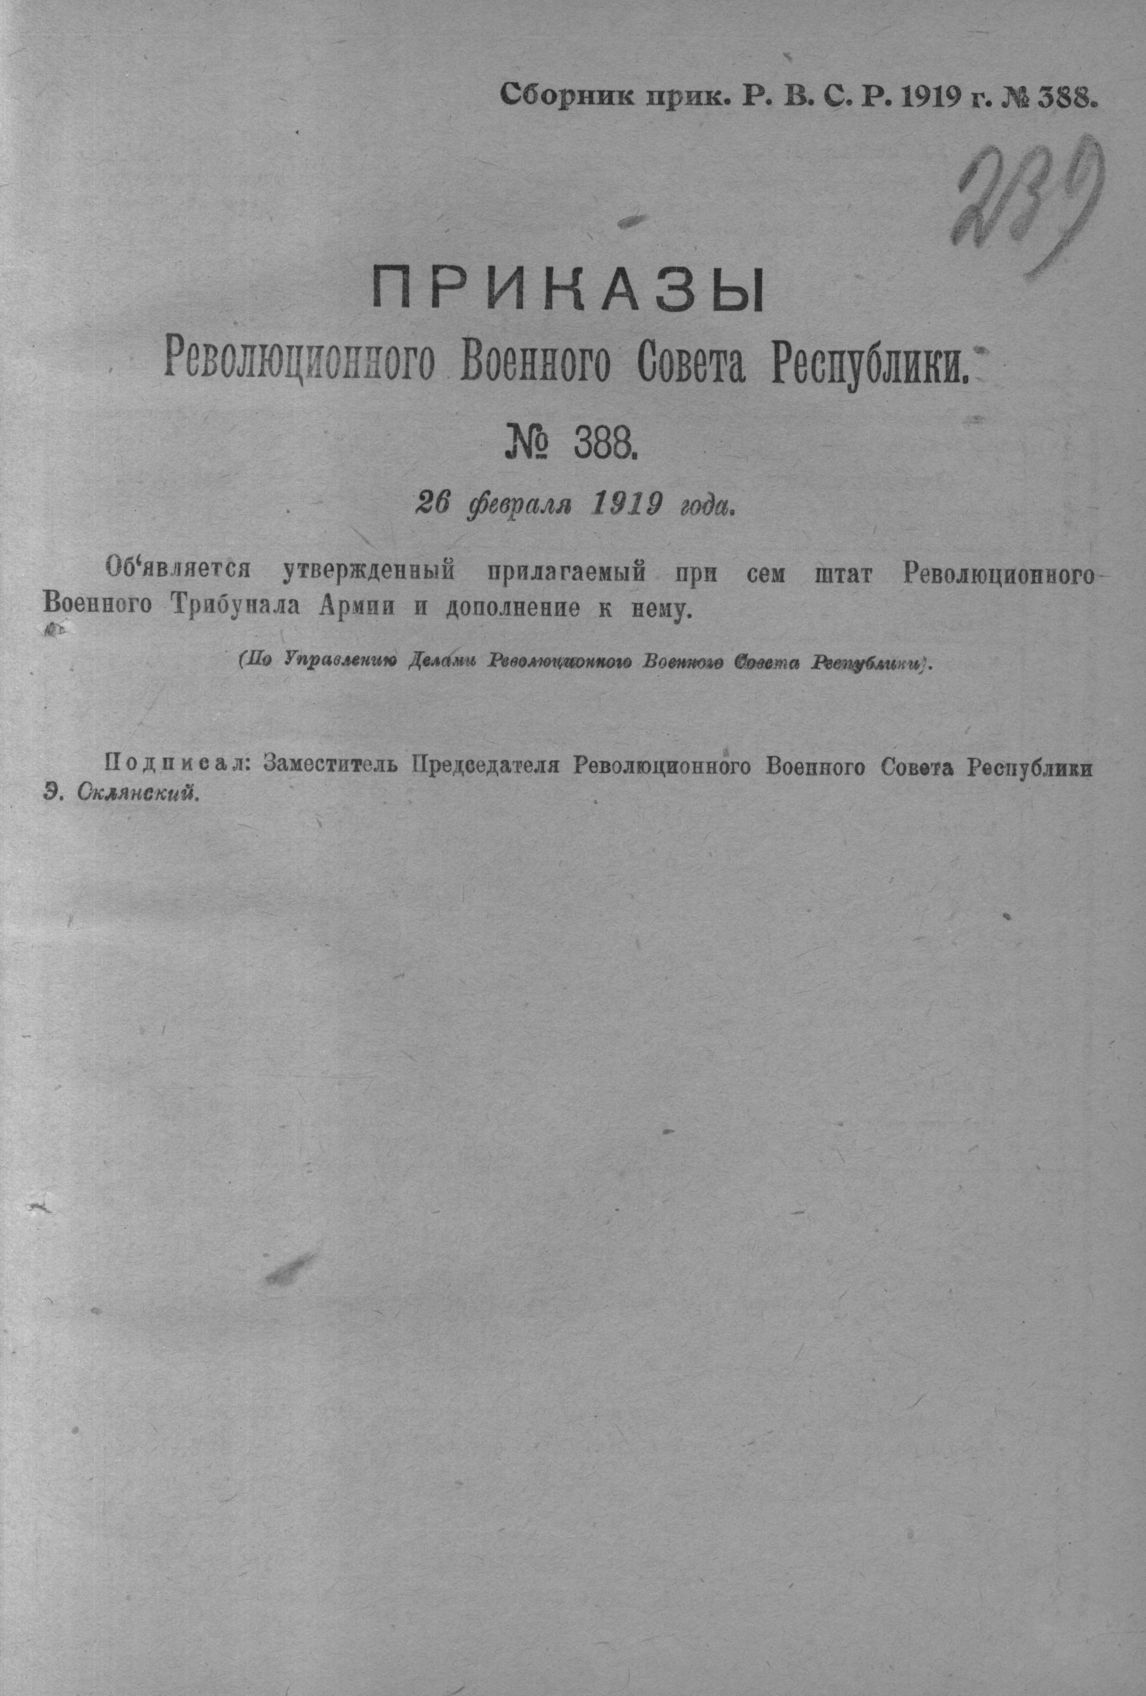 Сборник прик. Р. В. С. Р. 1919 г. № 388.
239
ПРИКАЗЫ
Революционного Военного Совета Республики.
№ 388.
26 февраля 1919 года.
Об‘является утвержденный прилагаемый при сем штат Революционного
Военного Трибунала Армии и дополнение к нему.
(По Управлению Делами Революционного Военного Совета Республики).
Подписал: Заместитель Председателя Революционного Военного Совета Республики
Э. Склянский.